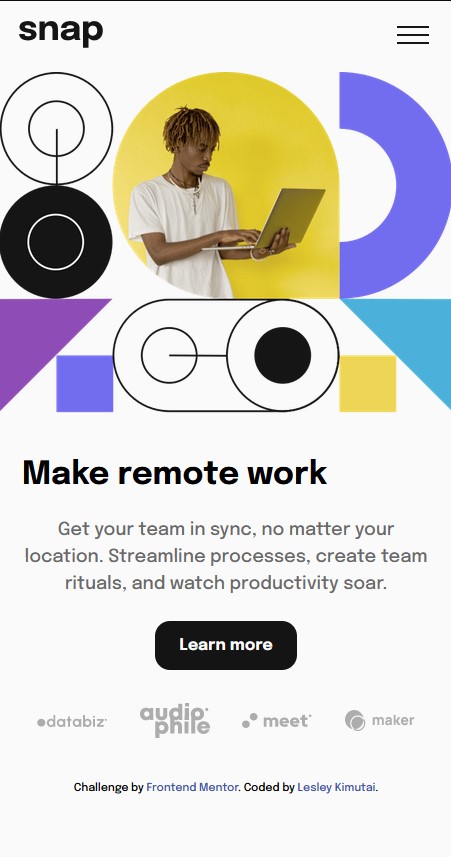 snap
Make remote work
Get your team in sync, no matter your
location. Streamline processes, create team
rituals, and watch productivity soar.
Learn more
databiz
audiophile
meet
maker
Challenge by Frontend Mentor. Coded by Lesley Kimutai.